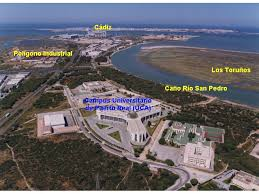 Cádiz
Polígono Industrial
Los Toruños
Caño Río San Pedro
Campus Universitario
de Puerto Real (UCA)